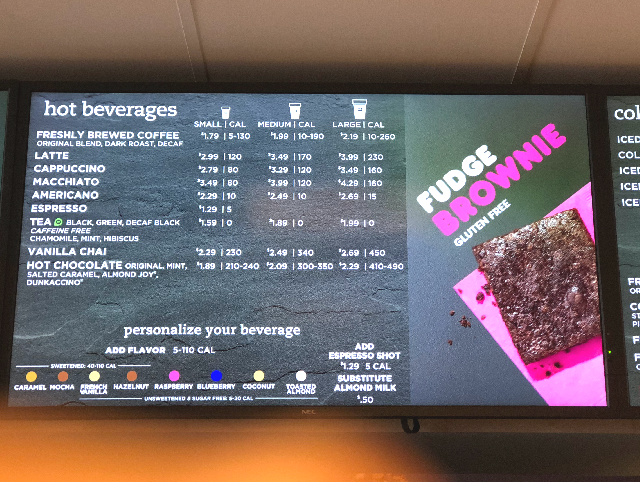 hot beverages
SMALL | CAL MEDIUM | CAL LARGE | CAL
FRESHLY BREWED COFFEE $1.79 | 5-130 $1.99 | 10-190 $2.19 | 10-260
ORIGINAL BLEND, DARK ROAST, DECAF
LATTE $2.99 | 120 $3.49 | 170 $3.99 | 230
CAPPUCCINO $2.79 | 80 $3.29 | 120 $3.49 | 160
MACCHIATO $3.49 | 80 $3.99 | 120 $4.29 | 160
AMERICANO $2.29 | 10 $2.49 | 10 $2.69 | 15
ESPRESSO $1.29 | 5
TEA BLACK, GREEN, DECAF BLACK $1.59 | 0 $1.89 | 0 $1.99 | 0
CAFFEINE FREE
CHAMOMILE, MINT, HIBISCUS
VANILLA CHAI $2.29 | 230 $2.49 | 340 $2.69 | 450
HOT CHOCOLATE ORIGINAL, MINT, $1.89 | 210-240 $2.09 | 300-350 $2.29 | 410-490
SALTED CARAMEL, ALMOND JOY®,
DUNKACCINO®
personalize your beverage
ADD FLAVOR 5-110 CAL
SWEETENED: 40-110 CAL
CARAMEL MOCHA FRENCH VANILLA HAZELNUT RASPBERRY BLUEBERRY COCONUT TOASTED ALMOND
UNSWEETENED & SUGAR FREE: 5-30 CAL
ADD
ESPRESSO SHOT
$1.29 5 CAL
SUBSTITUTE
ALMOND MILK
$.50
FUDGE
BROWNIE
GLUTEN FREE
NEC
ICED
ICED
ICE